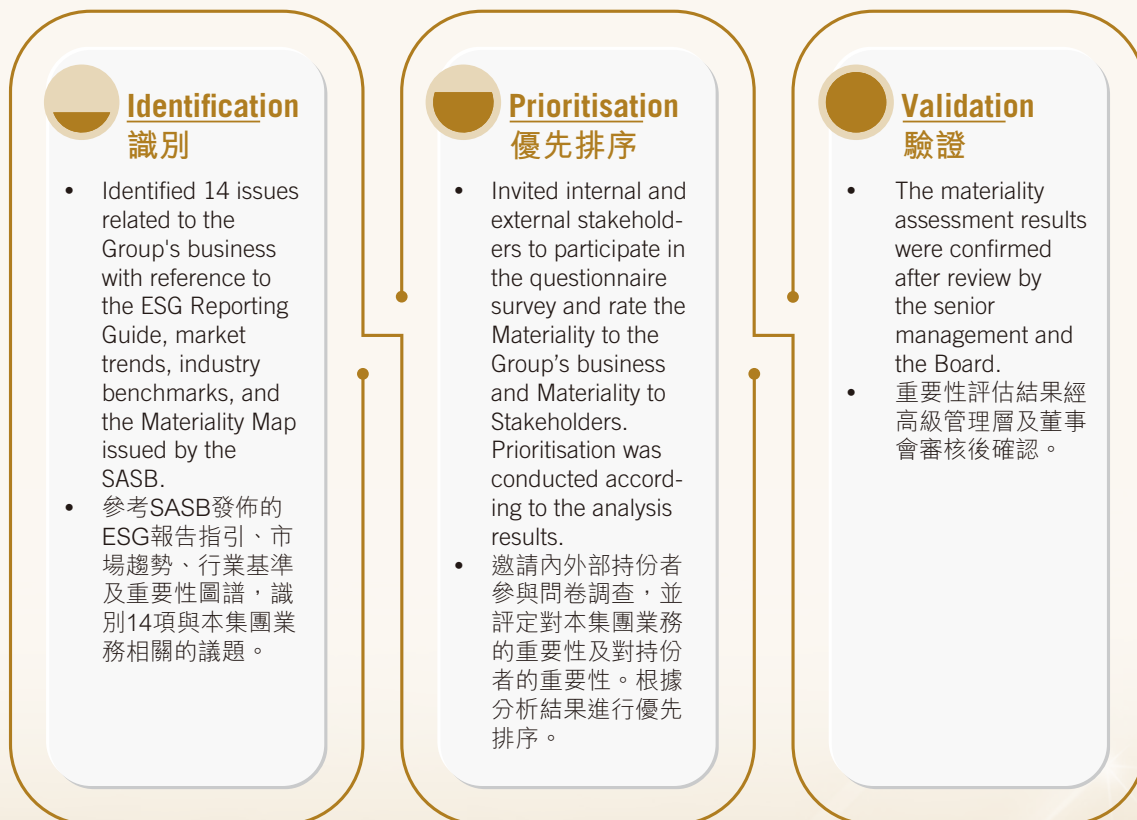 Identification
識別
• Identified 14 issues
related to the
Group's business
with reference to
the ESG Reporting
Guide, market
trends, industry
benchmarks, and
the Materiality Map
issued by the
SASB.
• 參考SASB發佈的
ESG報告指引、市
場趨勢、行業基準
及重要性圖譜，識
別14項與本集團業
務相關的議題。
Prioritisation
優先排序
• Invited internal and
external stakehold-
ers to participate in
the questionnaire
survey and rate the
Materiality to the
Group’s business
and Materiality to
Stakeholders.
Prioritisation was
conducted accord-
ing to the analysis
results.
• 邀請內外部持份者
參與問卷調查，並
評定對本集團業務
的重要性及對持份
者的重要性。根據
分析結果進行優先
排序。
Validation
驗證
• The materiality
assessment results
were confirmed
after review by
the senior
management and
the Board.
• 重要性評估結果經
高級管理層及董事
會審核後確認。